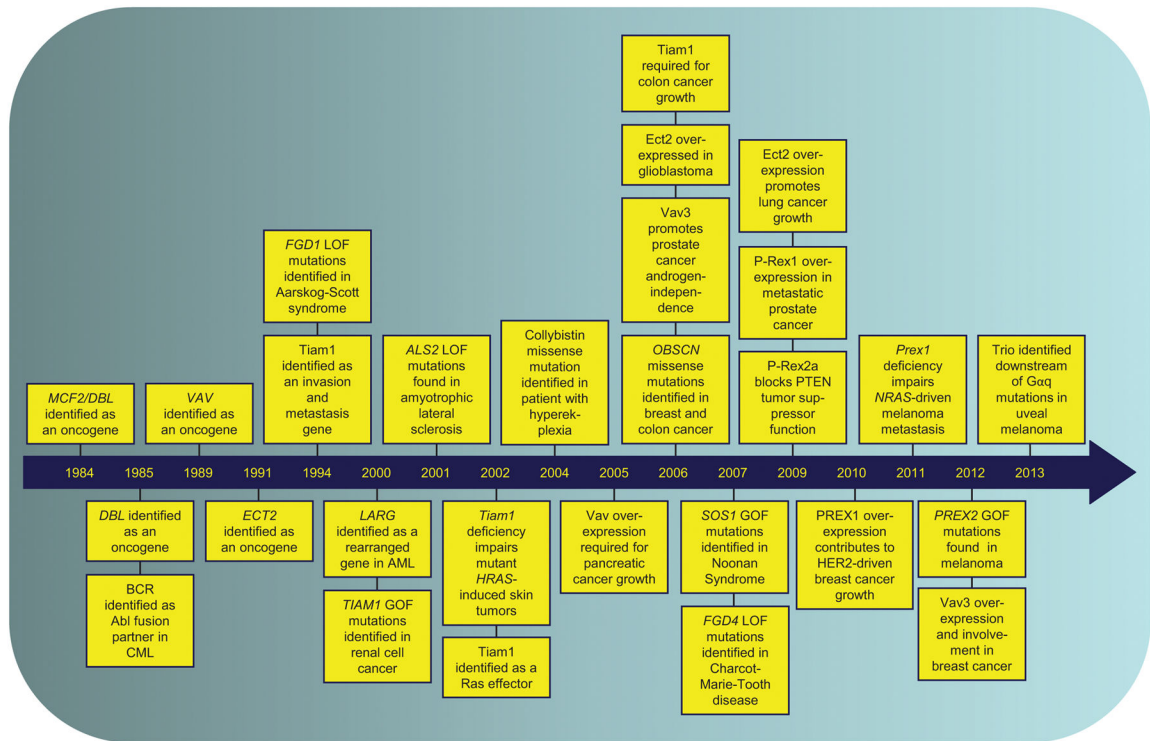 Tiam1
required for
colon cancer
growth
Ect2 over-
expressed in
glioblastoma
Vav3
promotes
prostate
cancer
androgen-
indepen-
dence
OBSCN
missense
mutations
identified in
breast and
colon cancer
Ect2 over-
expression
promotes
lung cancer
growth
P-Rex1 over-
expression in
metastatic
prostate
cancer
P-Rex2a
blocks PTEN
tumor sup-
pressor
function
FGD1 LOF
mutations
identified in
Aarskog-Scott
syndrome
Tiam1
identified as
an invasion
and
metastasis
gene
MCF2/DBL
identified as
an oncogene
VAV
identified as
an oncogene
ALS2 LOF
mutations
found in
amyotrophic
lateral
sclerosis
Collybistin
missense
mutation
identified in
patient with
hyperek-
plexia
Prex1
deficiency
impairs
NRAS-driven
melanoma
metastasis
Trio identified
downstream
of Gαq
mutations in
uveal
melanoma
1984 1985 1989 1991 1994 2000 2001 2002 2004 2005 2006 2007 2009 2010 2011 2012 2013
DBL identified
as an
oncogene
BCR
identified as
Abl fusion
partner in
CML
ECT2
identified as
an oncogene
LARG
identified as a
rearranged
gene in AML
TIAM1 GOF
mutations
identified in
renal cell
cancer
Tiam1
deficiency
impairs
mutant
HRAS-
induced skin
tumors
Tiam1
identified as a
Ras effector
Vav over-
expression
required for
pancreatic
cancer growth
SOS1 GOF
mutations
identified in
Noonan
Syndrome
FGD4 LOF
mutations
identified in
Charcot-
Marie-Tooth
disease
PREX1 over-
expression
contributes to
HER2-driven
breast cancer
growth
PREX2 GOF
mutations
found in
melanoma
Vav3 over-
expression
and involve-
ment in
breast cancer